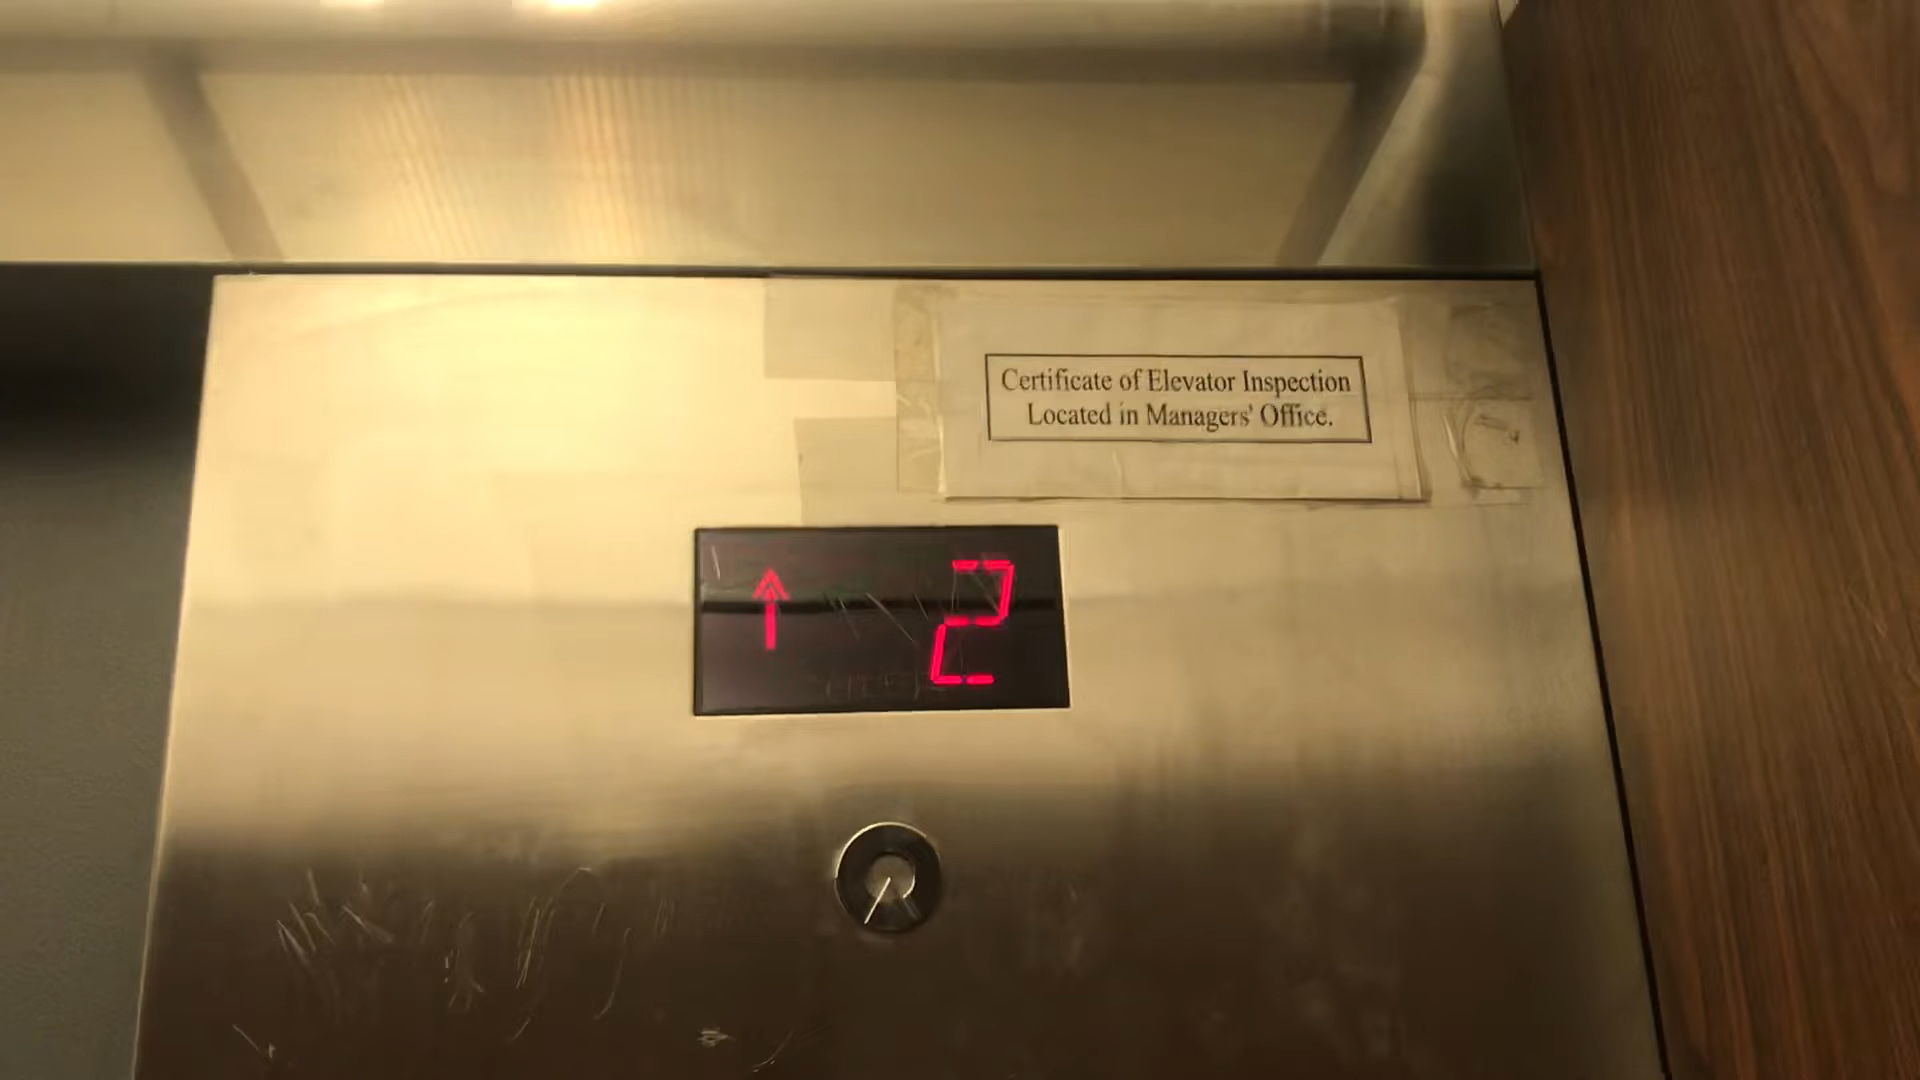 Certificate of Elevator Inspection
Located in Managers' Office.
↑ 2